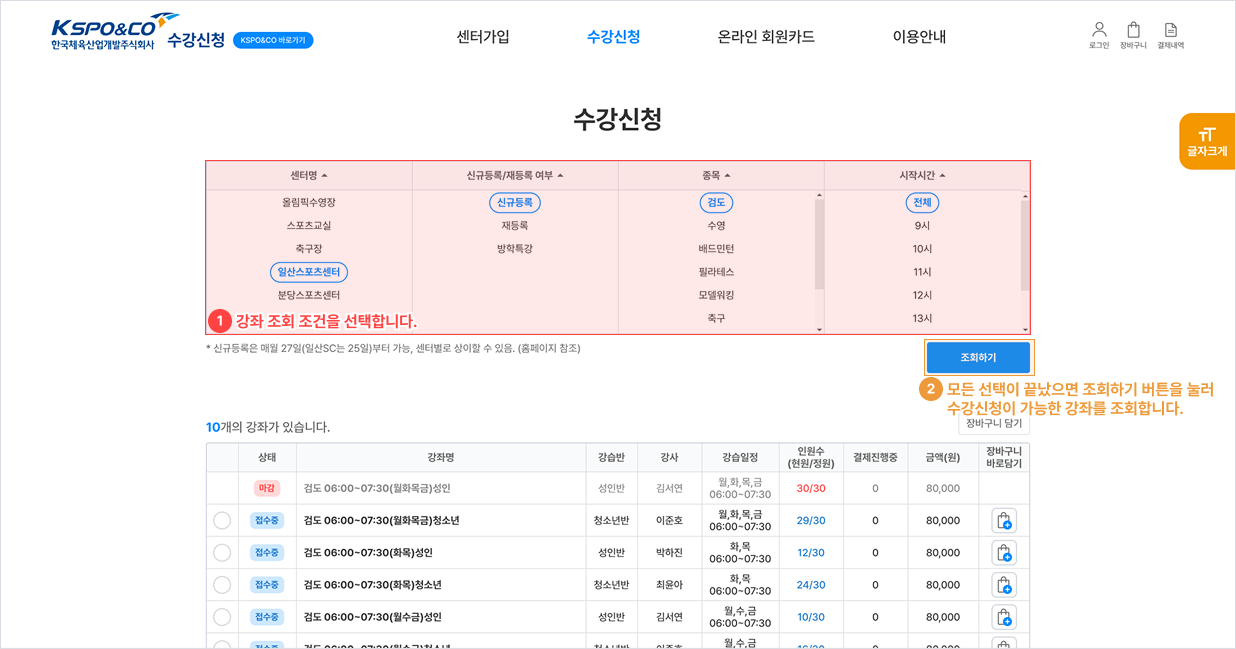 KSPO&CO
한국체육산업개발주식회사 수강신청 KSPO&CO 바로가기
센터가입 수강신청 온라인 회원카드 이용안내
로그인 장바구니 결제내역
수강신청
TT
글자크게
센터명 신규등록/재등록 여부 종목 시작시간
올림픽수영장 신규등록 검도 전체
스포츠교실 재등록 수영 9시
축구장 방학특강 배드민턴 10시
일산스포츠센터 필라테스 11시
분당스포츠센터 모델워킹 12시
축구 13시
1 강좌 조회 조건을 선택합니다.
* 신규등록은 매월 27일(일산SC는 25일)부터 가능, 센터별로 상이할 수 있음. (홈페이지 참조)
조회하기
2 모든 선택이 끝났으면 조회하기 버튼을 눌러
수강신청이 가능한 강좌를 조회합니다.
장바구니 담기
10개의 강좌가 있습니다.
상태 강좌명 강습반 강사 강습일정 인원수 (현원/정원) 결제진행중 금액(원) 장바구니 바로담기
마감 검도 06:00~07:30(월화목금)성인 성인반 김서연 월,화,목,금 06:00~07:30 30/30 0 80,000
접수중 검도 06:00~07:30(월화목금)청소년 청소년반 이준호 월,화,목,금 06:00~07:30 29/30 0 80,000
접수중 검도 06:00~07:30(화목)성인 성인반 박하진 화,목 06:00~07:30 12/30 0 80,000
접수중 검도 06:00~07:30(화목)청소년 청소년반 최윤아 화,목 06:00~07:30 24/30 0 80,000
접수중 검도 06:00~07:30(월수금)성인 성인반 김서연 월,수,금 06:00~07:30 10/30 0 80,000
월,수,금